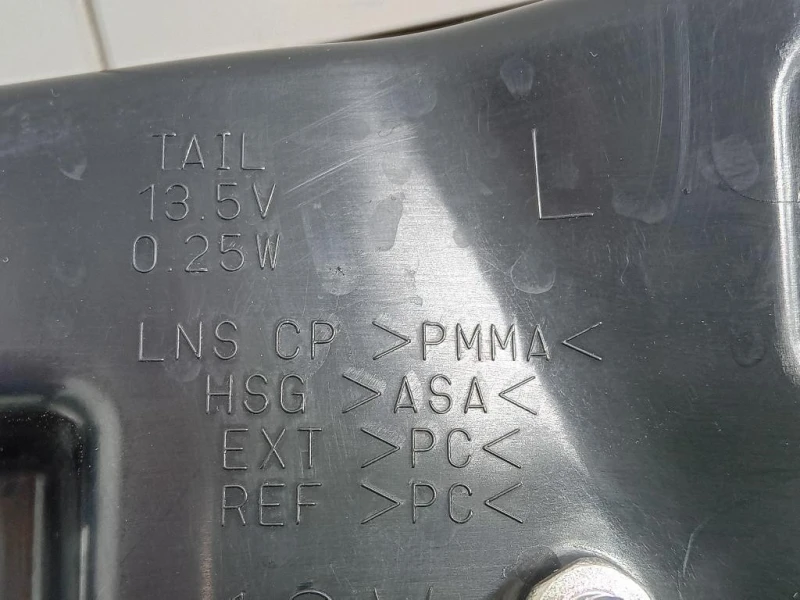 TAIL
13.5V
0.25W
L
LNS CP >PMMA<
HSG >ASA<
EXT >PC<
REF >PC<